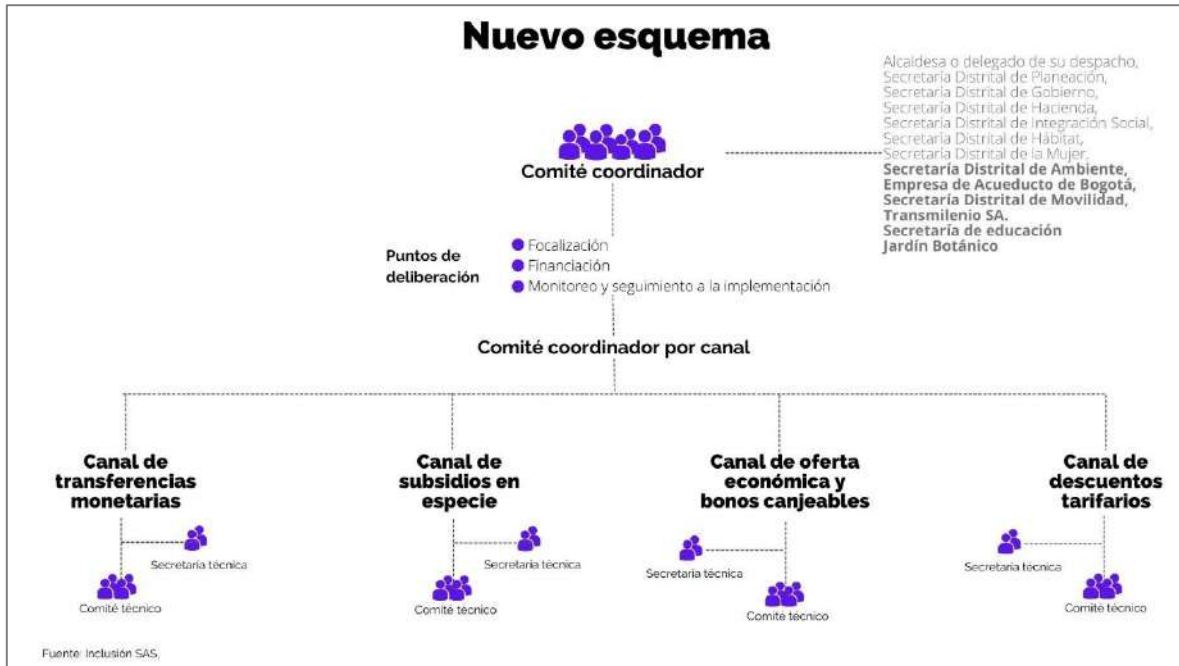 Nuevo esquema
Alcaldesa o delegado de su despacho,
Secretaría Distrital de Planeación,
Secretaría Distrital de Gobierno,
Secretaría Distrital de Hacienda,
Secretaría Distrital de Integración Social,
Secretaría Distrital de Hábitat,
Secretaría Distrital de la Mujer,
Secretaría Distrital de Ambiente,
Empresa de Acueducto de Bogotá,
Secretaría Distrital de Movilidad,
Transmilenio SA.
Secretaría de educación
Jardín Botánico
Comité coordinador
Puntos de
deliberación
Focalización
Financiación
Monitoreo y seguimiento a la implementación
Comité coordinador por canal
Canal de
transferencias
monetarias
Secretaría técnica
Comité técnico
Canal de
subsidios en
especie
Secretaría técnica
Comité técnico
Canal de oferta
económica y
bonos canjeables
Secretaría técnica
Comité técnico
Canal de
descuentos
tarifarios
Secretaría técnica
Comité técnico
Fuente: Inclusión SAS,